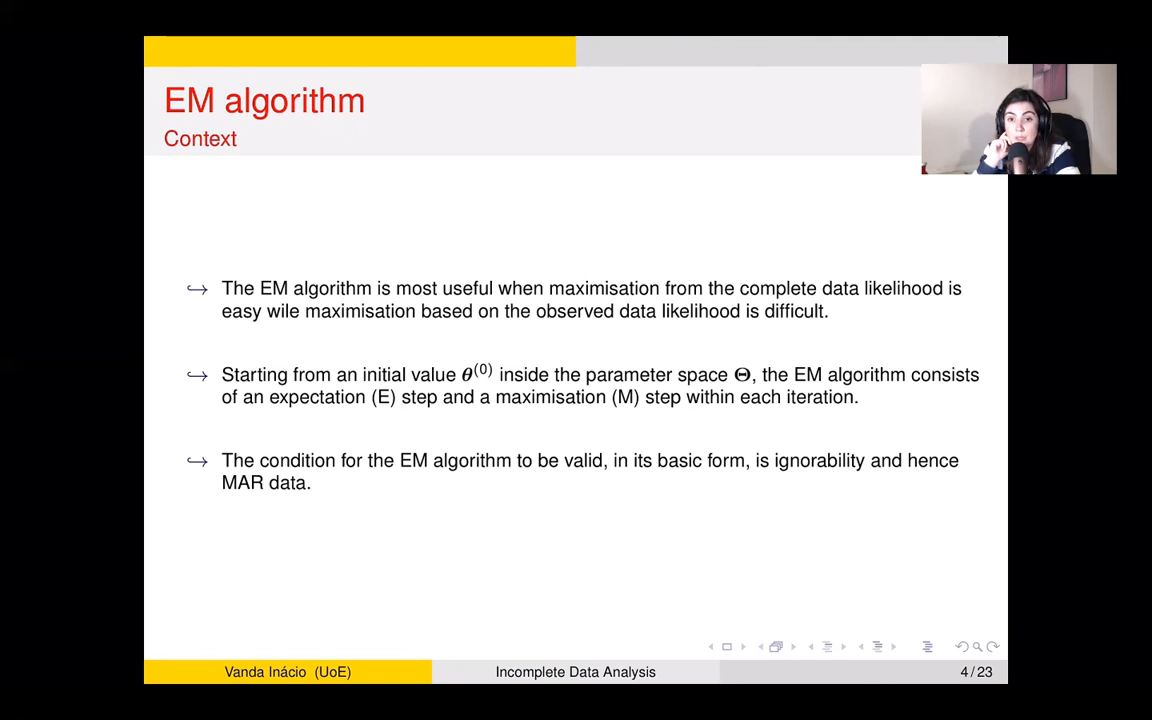 EM algorithm
Context
↪ The EM algorithm is most useful when maximisation from the complete data likelihood is
easy wile maximisation based on the observed data likelihood is difficult.
↪ Starting from an initial value θ⁽⁰⁾ inside the parameter space Θ, the EM algorithm consists
of an expectation (E) step and a maximisation (M) step within each iteration.
↪ The condition for the EM algorithm to be valid, in its basic form, is ignorability and hence
MAR data.
Vanda Inácio (UoE) Incomplete Data Analysis 4 / 23